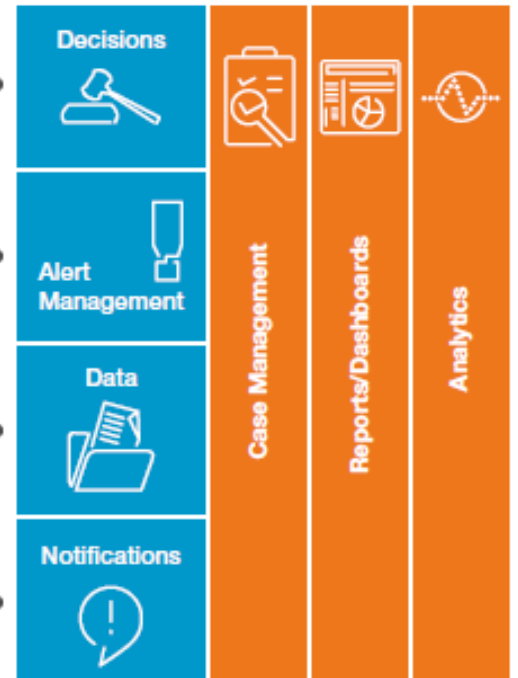 Decisions
Alert
Management
Data
Notifications
Case Management
Reports/Dashboards
Analytics